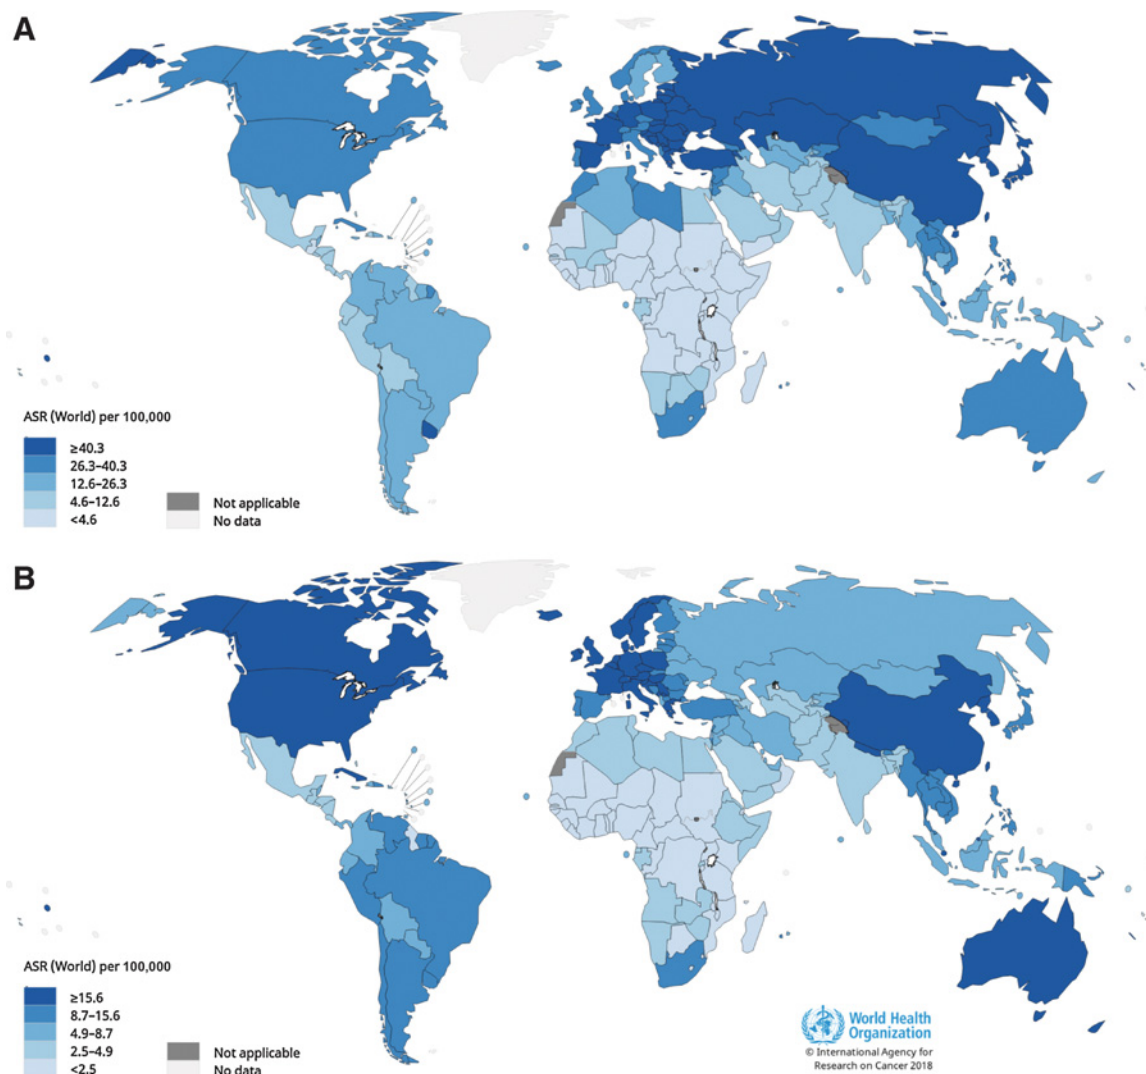 A
ASR (World) per 100,000
≥40.3
26.3–40.3
12.6–26.3
4.6–12.6
<4.6
Not applicable
No data
B
ASR (World) per 100,000
≥15.6
8.7–15.6
4.9–8.7
2.5–4.9
<2.5
Not applicable
No data
World Health
Organization
© International Agency for
Research on Cancer 2018